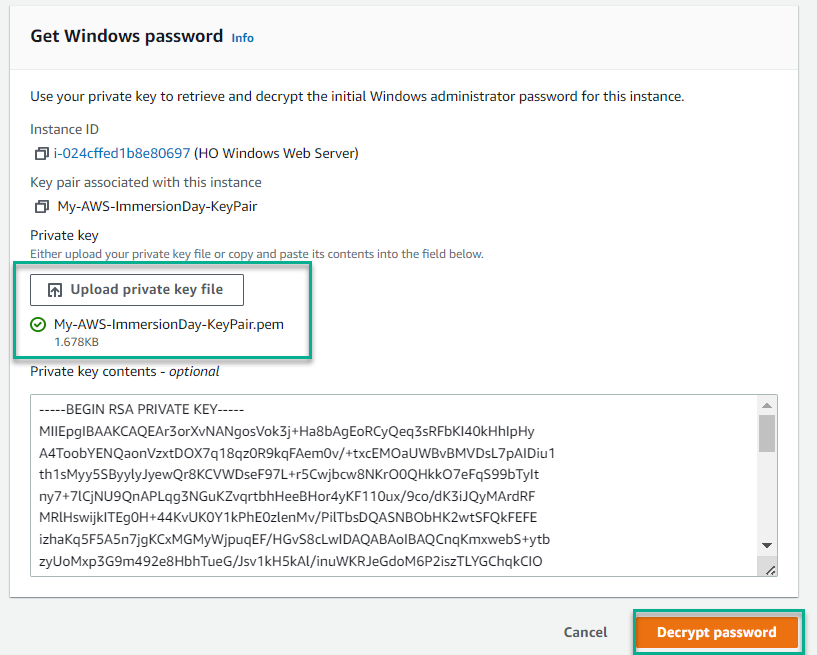 Get Windows password Info
Use your private key to retrieve and decrypt the initial Windows administrator password for this instance.
Instance ID
i-024cffed1b8e80697 (HO Windows Web Server)
Key pair associated with this instance
My-AWS-ImmersionDay-KeyPair
Private key
Either upload your private key file or copy and paste its contents into the field below.
Upload private key file
My-AWS-ImmersionDay-KeyPair.pem
1.678KB
Private key contents - optional
-----BEGIN RSA PRIVATE KEY-----
MIIEpgIBAAKCAQEAr3orXvNANgosVok3j+Ha8bAgEoRCyQeq3sRFbKI40kHhIpHy
A4ToobYENQaonVzxtDOX7q18qz0R9kqFAem0v/+txcEMOaUWBvBMVDsL7pAIDiu1
th1sMyy5SByylyJyewQr8KCVWDseF97L+r5Cwjbcw8NKrO0QHkkO7eFqS99bTyIt
ny7+7lCjNU9QnAPLqg3NGuKZvqrtbhHeeBHor4yKF110ux/9co/dK3iJQyMArdRF
MRlHswijkITEg0H+44KvUK0Y1kPhE0zlenMv/PilTbsDQASNBObHK2wtSFQkFEFE
izhaKq5F5A5n7jgKCxMGMyWjpuqEF/HGvS8cLwIDAQABAoIBAQCnqKmxwebS+ytb
zyUoMxp3G9m492e8HbhTueG/Jsv1kH5kAl/inuWKRJeGdoM6P2iszTLYGChqkCIO
Cancel
Decrypt password